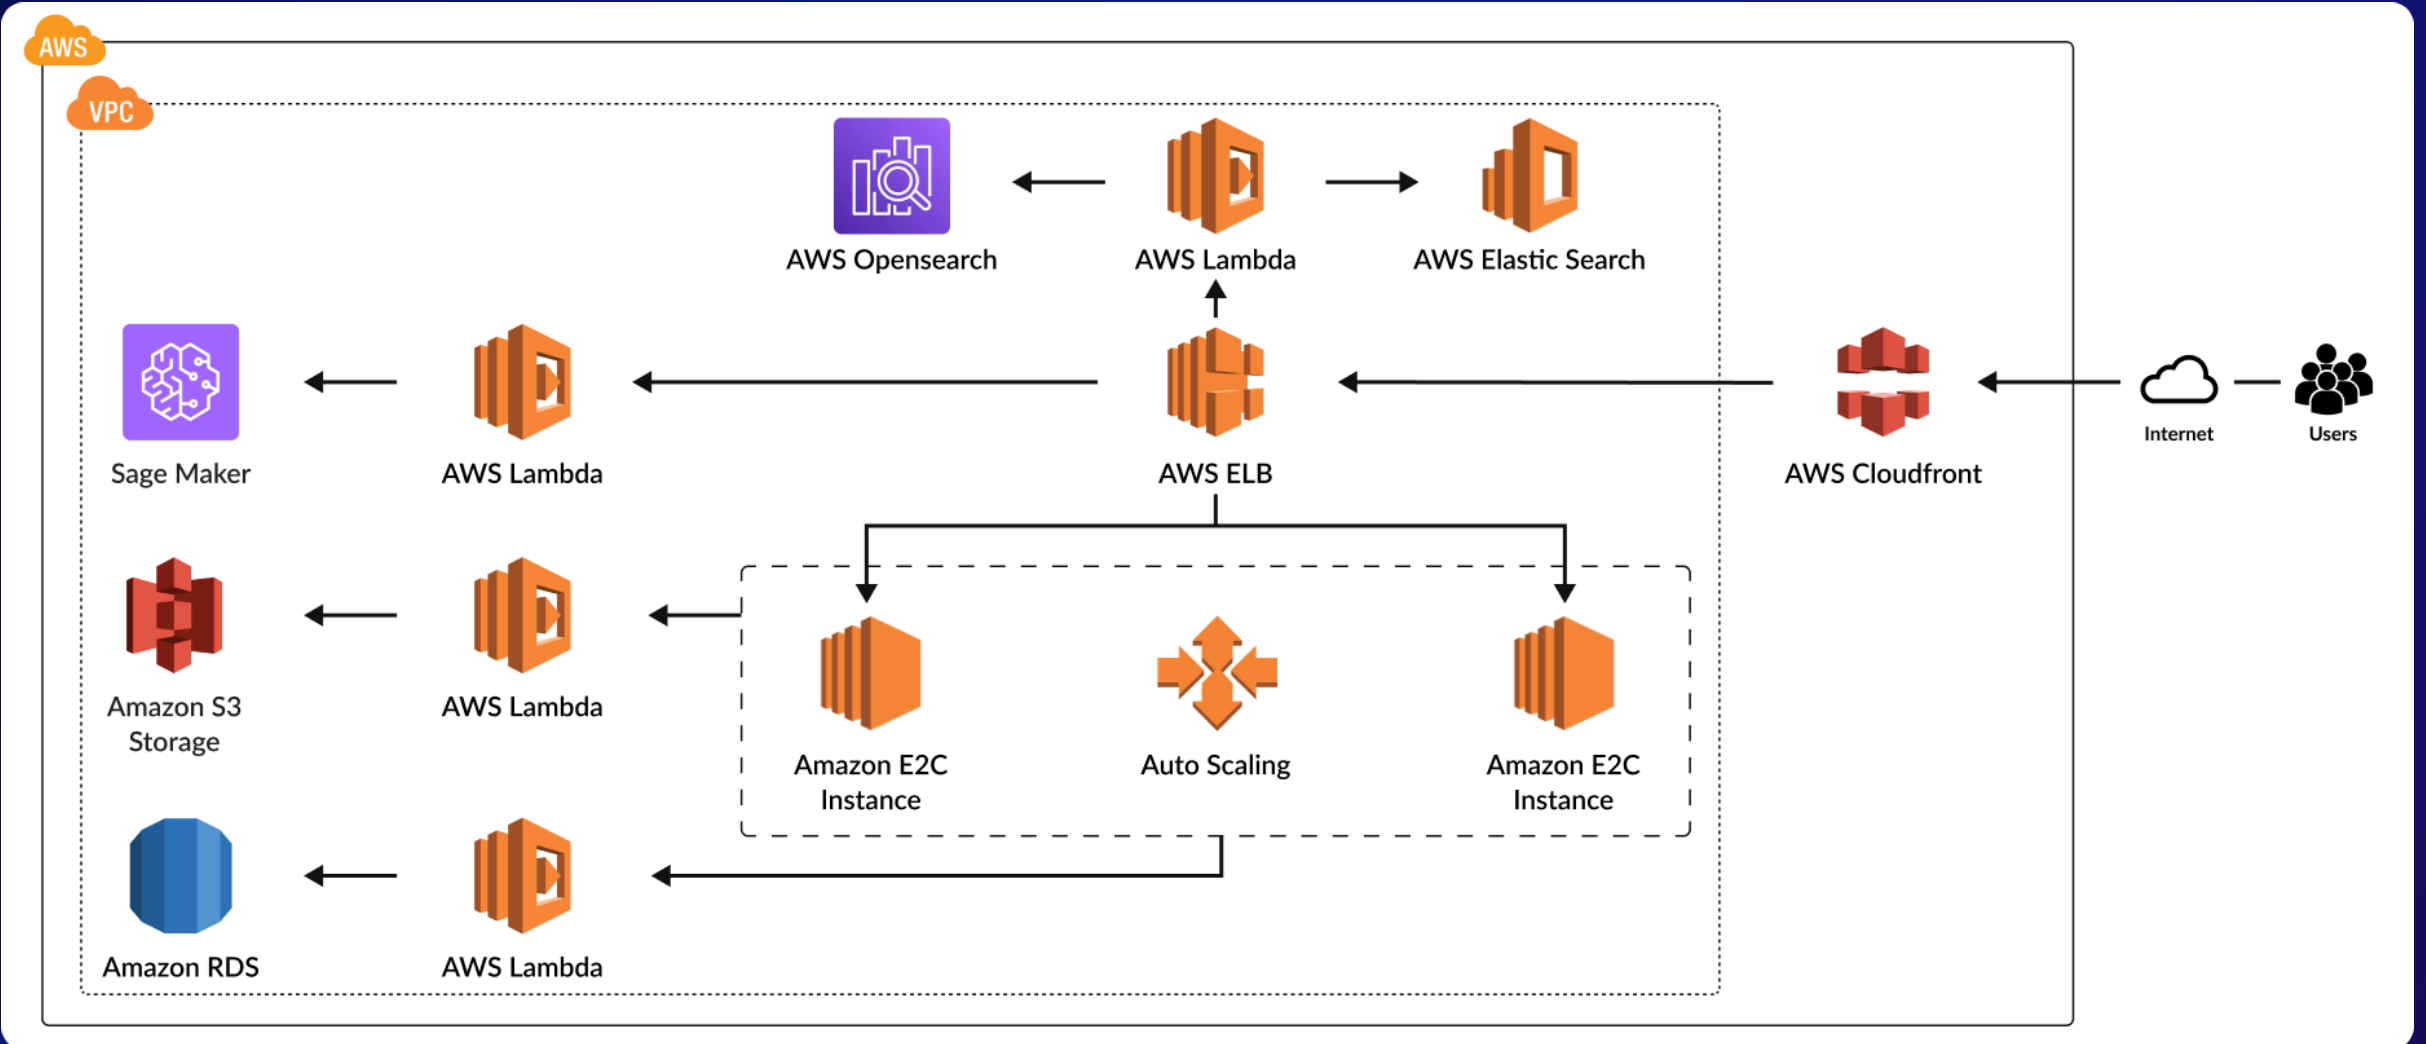 AWS
VPC
AWS Opensearch
AWS Lambda
AWS Elastic Search
Sage Maker
AWS Lambda
AWS ELB
AWS Cloudfront
Internet
Users
Amazon S3
Storage
AWS Lambda
Amazon E2C
Instance
Auto Scaling
Amazon E2C
Instance
Amazon RDS
AWS Lambda